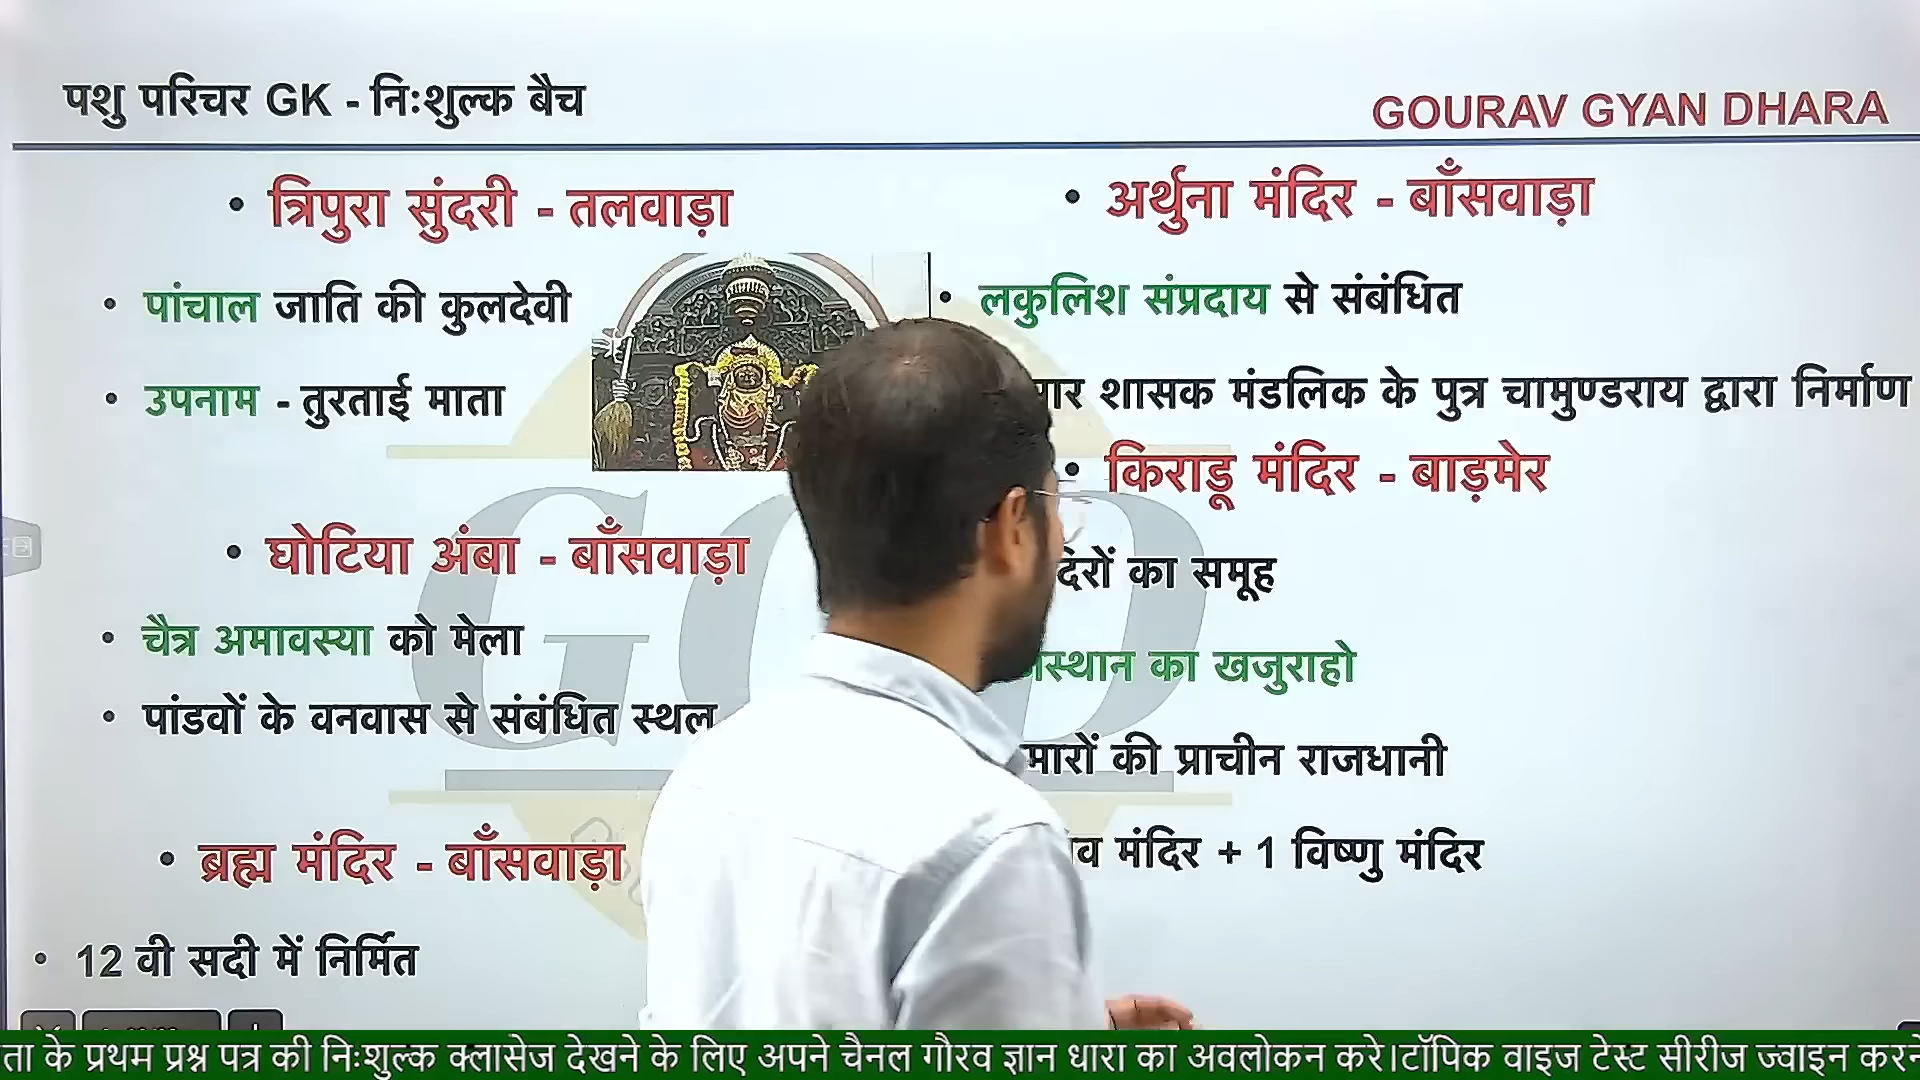 पशु परिचर GK - निःशुल्क बैच
GOURAV GYAN DHARA
• त्रिपुरा सुंदरी - तलवाड़ा
• पांचाल जाति की कुलदेवी
• उपनाम - तुरताई माता
• घोटिया अंबा - बाँसवाड़ा
• चैत्र अमावस्या को मेला
• पांडवों के वनवास से संबंधित स्थल
• ब्रह्म मंदिर - बाँसवाड़ा
• 12 वी सदी में निर्मित
• अर्थुना मंदिर - बाँसवाड़ा
• लकुलिश संप्रदाय से संबंधित
शासक मंडलिक के पुत्र चामुण्डराय द्वारा निर्माण
• किराडू मंदिर - बाड़मेर
का समूह
का खजुराहो
की प्राचीन राजधानी
मंदिर + 1 विष्णु मंदिर
के प्रथम प्रश्न पत्र की निःशुल्क क्लासेज देखने के लिए अपने चैनल गौरव ज्ञान धारा का अवलोकन करे।टॉपिक वाइज टेस्ट सीरीज ज्वाइन